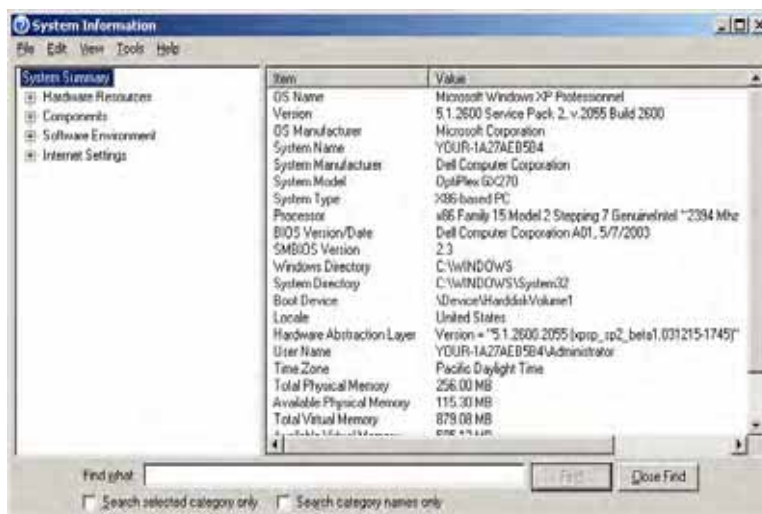 System Information
File Edit View Tools Help
System Summary
Hardware Resources
Components
Software Environment
Internet Settings
Item Value
OS Name Microsoft Windows XP Professionnel
Version 5.1.2600 Service Pack 2, v.2055 Build 2600
OS Manufacturer Microsoft Corporation
System Name YOUR-1A27AEB5B4
System Manufacturer Dell Computer Corporation
System Model OptiPlex GX270
System Type X86-based PC
Processor x86 Family 15 Model 2 Stepping 7 GenuineIntel ~2394 Mhz
BIOS Version/Date Dell Computer Corporation A01, 5/7/2003
SMBIOS Version 2.3
Windows Directory C:\WINDOWS
System Directory C:\WINDOWS\System32
Boot Device \Device\HarddiskVolume1
Locale United States
Hardware Abstraction Layer Version = "5.1.2600.2055 (xpsp_sp2_beta1.031215-1745)"
User Name YOUR-1A27AEB5B4\Administrator
Time Zone Pacific Daylight Time
Total Physical Memory 256.00 MB
Available Physical Memory 115.30 MB
Total Virtual Memory 879.08 MB
Find what: Find Close Find
Search selected category only Search category names only